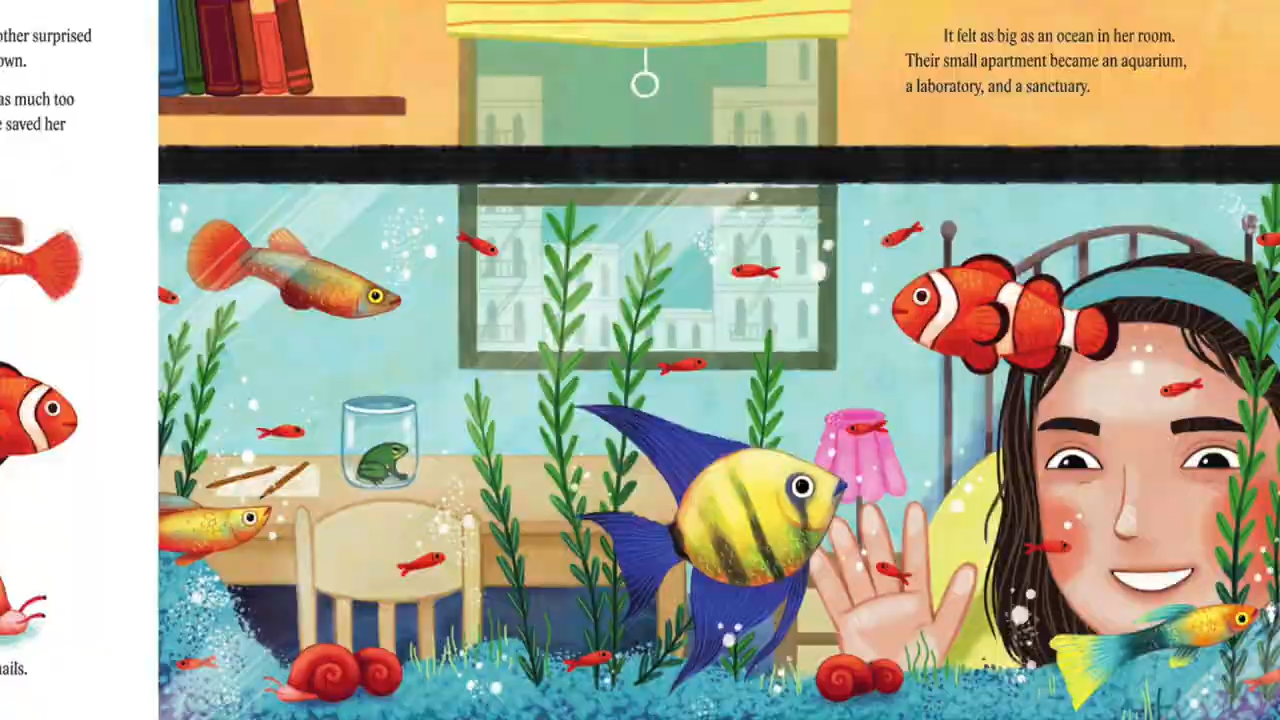 other surprised
own.
as much too
e saved her
nails.
It felt as big as an ocean in her room.
Their small apartment became an aquarium,
a laboratory, and a sanctuary.